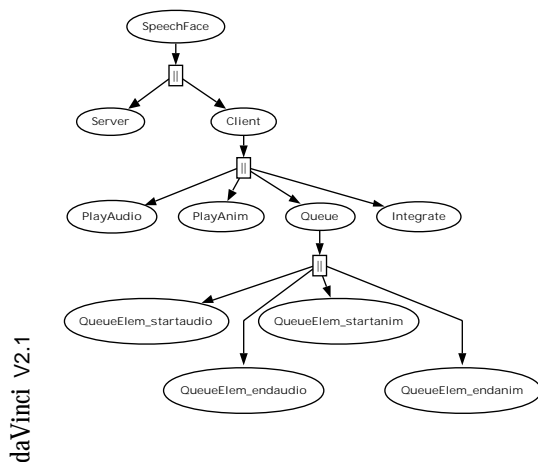 SpeechFace
||
Server Client
||
PlayAudio PlayAnim Queue Integrate
||
QueueElem_startaudio QueueElem_startanim
QueueElem_endaudio QueueElem_endanim
daVinci V2.1